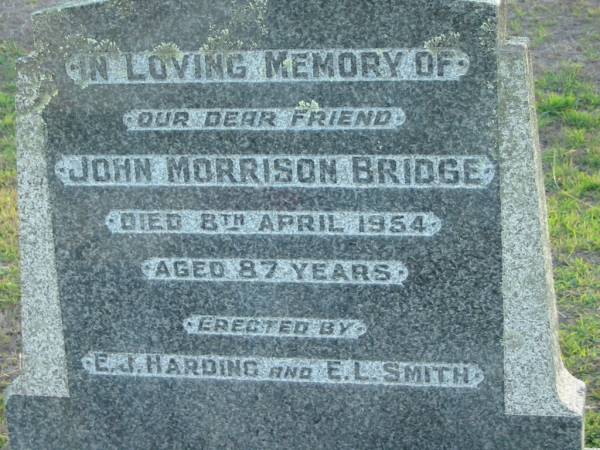 IN LOVING MEMORY OF
OUR DEAR FRIEND
JOHN MORRISON BRIDGE
DIED 8TH APRIL 1954
AGED 87 YEARS
ERECTED BY
E.J. HARDING AND E.L. SMITH